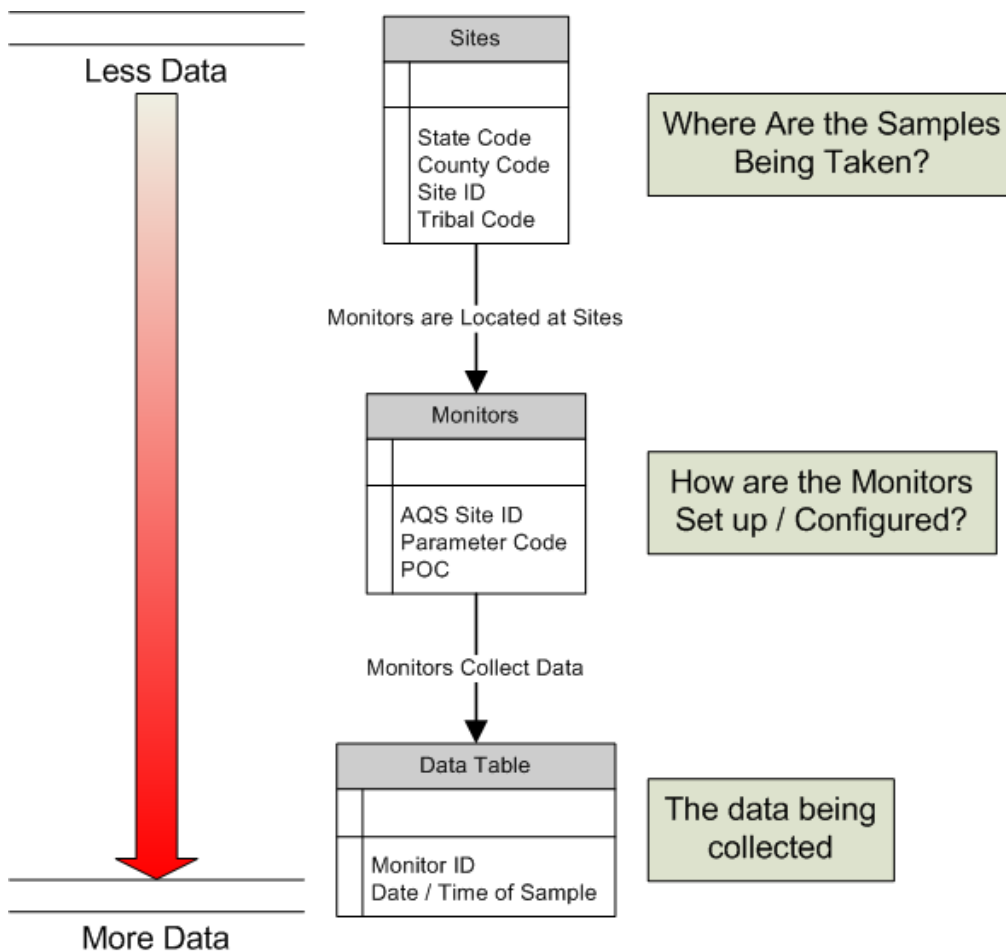 Less Data
Sites
State Code
County Code
Site ID
Tribal Code
Where Are the Samples
Being Taken?
Monitors are Located at Sites
Monitors
AQS Site ID
Parameter Code
POC
How are the Monitors
Set up / Configured?
Monitors Collect Data
Data Table
Monitor ID
Date / Time of Sample
The data being
collected
More Data